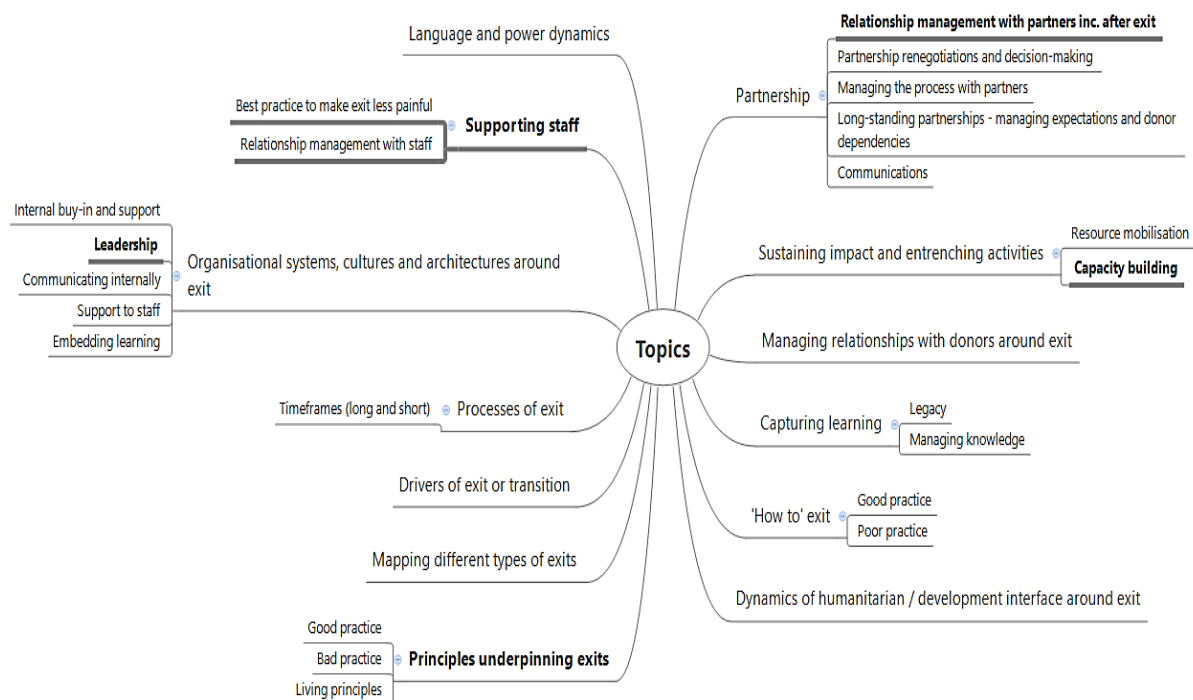 Topics
Partnership
Relationship management with partners inc. after exit
Partnership renegotiations and decision-making
Managing the process with partners
Long-standing partnerships - managing expectations and donor
dependencies
Communications
Sustaining impact and entrenching activities
Resource mobilisation
Capacity building
Managing relationships with donors around exit
Capturing learning
Legacy
Managing knowledge
'How to' exit
Good practice
Poor practice
Dynamics of humanitarian / development interface around exit
Language and power dynamics
Supporting staff
Best practice to make exit less painful
Relationship management with staff
Organisational systems, cultures and architectures around
exit
Internal buy-in and support
Leadership
Communicating internally
Support to staff
Embedding learning
Processes of exit
Timeframes (long and short)
Drivers of exit or transition
Mapping different types of exits
Principles underpinning exits
Good practice
Bad practice
Living principles